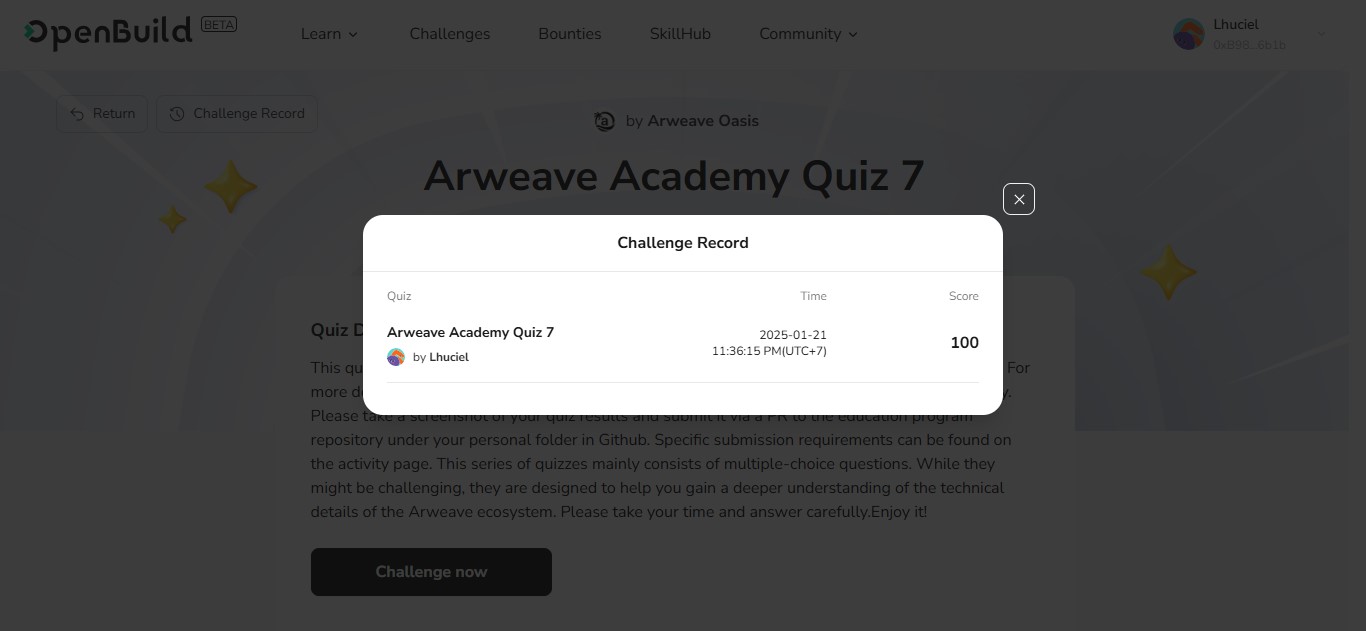 OpenBuild BETA
Learn Challenges Bounties SkillHub Community
Lhuciel
0xB98...6b1b
Return Challenge Record
by Arweave Oasis
Arweave Academy Quiz 7
Challenge Record
Quiz Time Score
Arweave Academy Quiz 7
by Lhuciel
2025-01-21
11:36:15 PM(UTC+7)
100
Quiz D
This qu For
more d y.
Please take a screenshot of your quiz results and submit it via a PR to the education program
repository under your personal folder in Github. Specific submission requirements can be found on
the activity page. This series of quizzes mainly consists of multiple-choice questions. While they
might be challenging, they are designed to help you gain a deeper understanding of the technical
details of the Arweave ecosystem. Please take your time and answer carefully.Enjoy it!
Challenge now